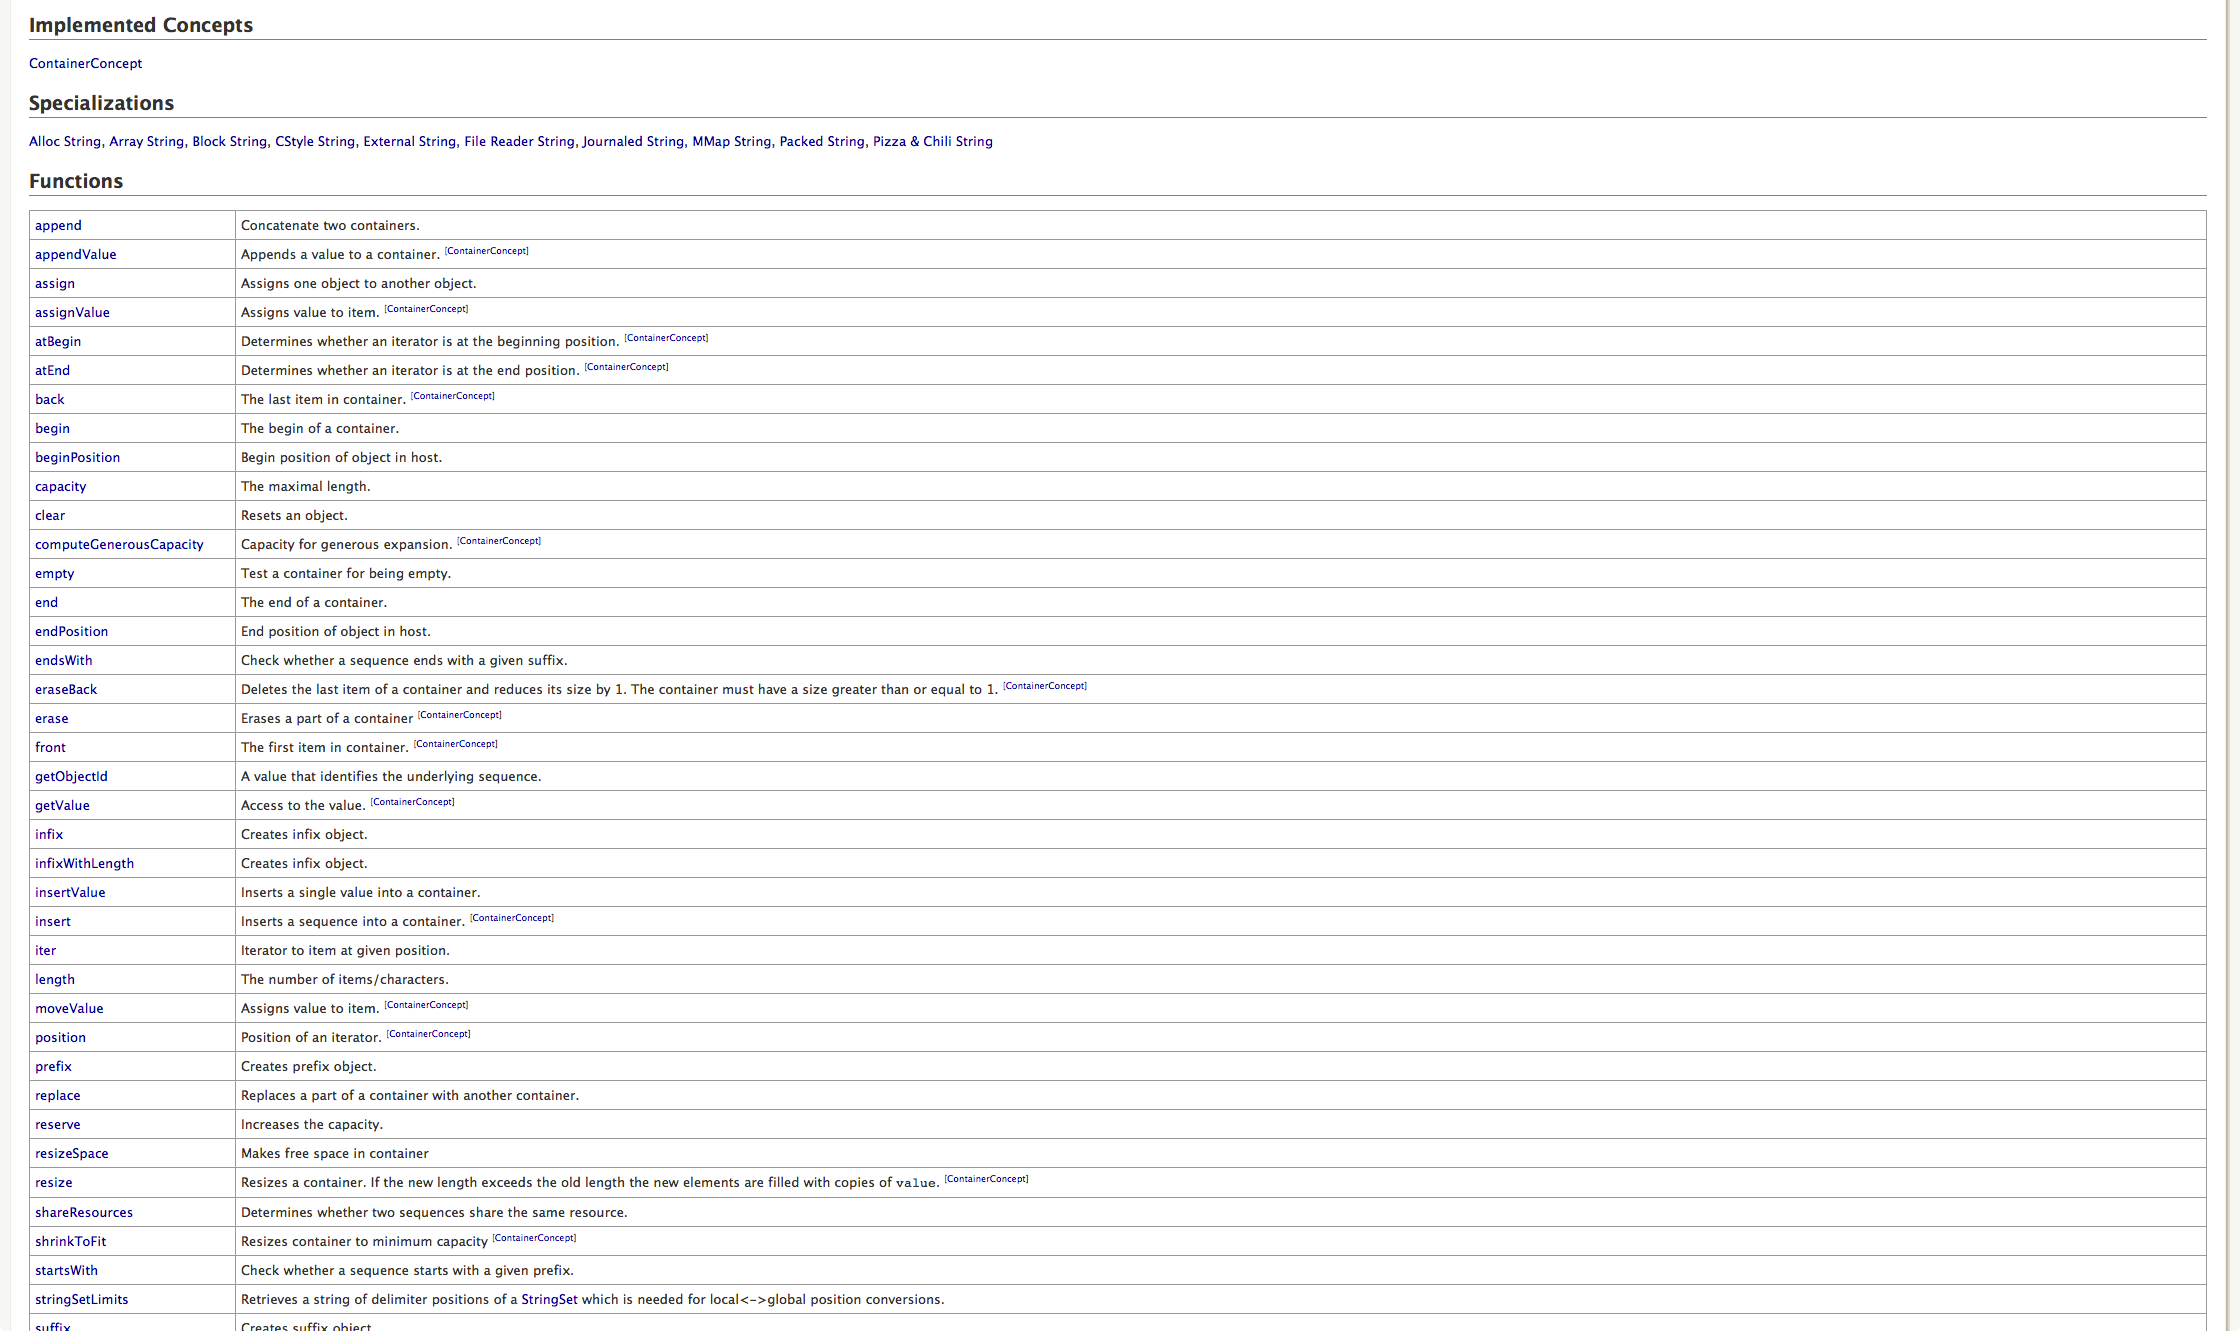 Implemented Concepts
ContainerConcept
Specializations
Alloc String, Array String, Block String, CStyle String, External String, File Reader String, Journaled String, MMap String, Packed String, Pizza & Chili String
Functions
append Concatenate two containers.
appendValue Appends a value to a container. [ContainerConcept]
assign Assigns one object to another object.
assignValue Assigns value to item. [ContainerConcept]
atBegin Determines whether an iterator is at the beginning position. [ContainerConcept]
atEnd Determines whether an iterator is at the end position. [ContainerConcept]
back The last item in container. [ContainerConcept]
begin The begin of a container.
beginPosition Begin position of object in host.
capacity The maximal length.
clear Resets an object.
computeGenerousCapacity Capacity for generous expansion. [ContainerConcept]
empty Test a container for being empty.
end The end of a container.
endPosition End position of object in host.
endsWith Check whether a sequence ends with a given suffix.
eraseBack Deletes the last item of a container and reduces its size by 1. The container must have a size greater than or equal to 1. [ContainerConcept]
erase Erases a part of a container [ContainerConcept]
front The first item in container. [ContainerConcept]
getObjectId A value that identifies the underlying sequence.
getValue Access to the value. [ContainerConcept]
infix Creates infix object.
infixWithLength Creates infix object.
insertValue Inserts a single value into a container.
insert Inserts a sequence into a container. [ContainerConcept]
iter Iterator to item at given position.
length The number of items/characters.
moveValue Assigns value to item. [ContainerConcept]
position Position of an iterator. [ContainerConcept]
prefix Creates prefix object.
replace Replaces a part of a container with another container.
reserve Increases the capacity.
resizeSpace Makes free space in container
resize Resizes a container. If the new length exceeds the old length the new elements are filled with copies of value. [ContainerConcept]
shareResources Determines whether two sequences share the same resource.
shrinkToFit Resizes container to minimum capacity [ContainerConcept]
startsWith Check whether a sequence starts with a given prefix.
stringSetLimits Retrieves a string of delimiter positions of a StringSet which is needed for local<->global position conversions.
suffix Creates suffix object.